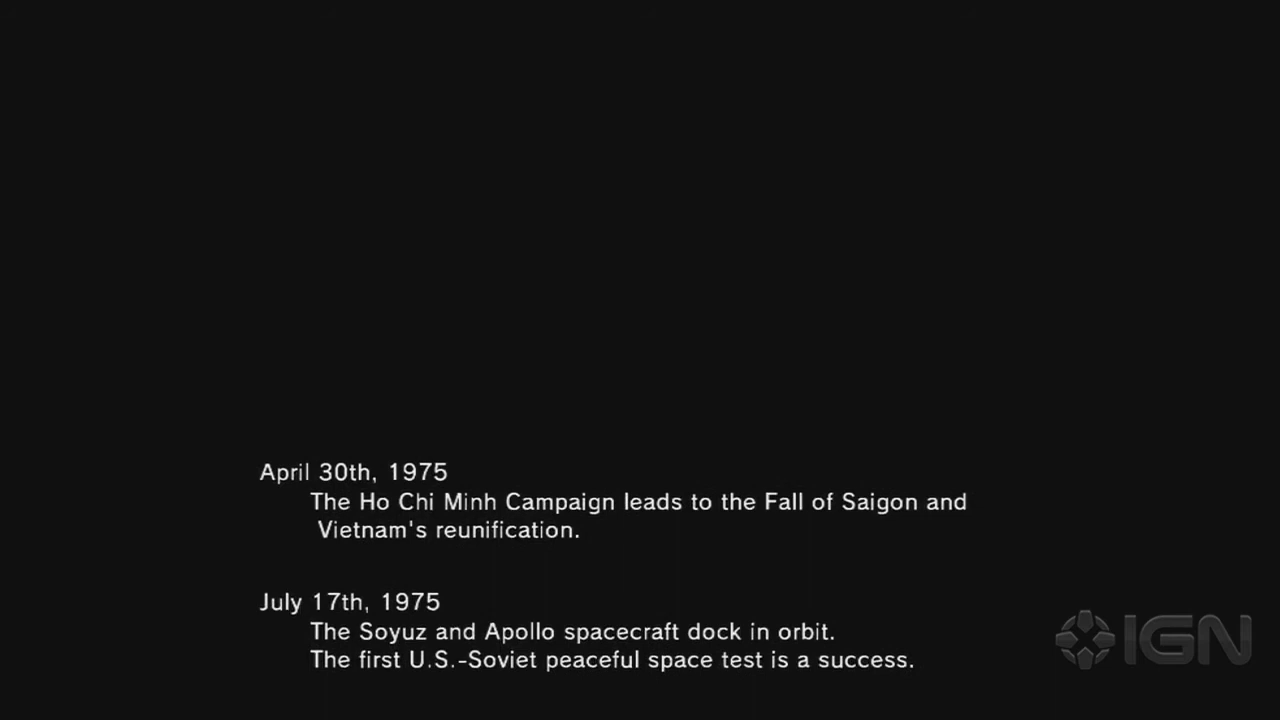 April 30th, 1975
The Ho Chi Minh Campaign leads to the Fall of Saigon and
Vietnam's reunification.
July 17th, 1975
The Soyuz and Apollo spacecraft dock in orbit.
The first U.S.-Soviet peaceful space test is a success.
IGN